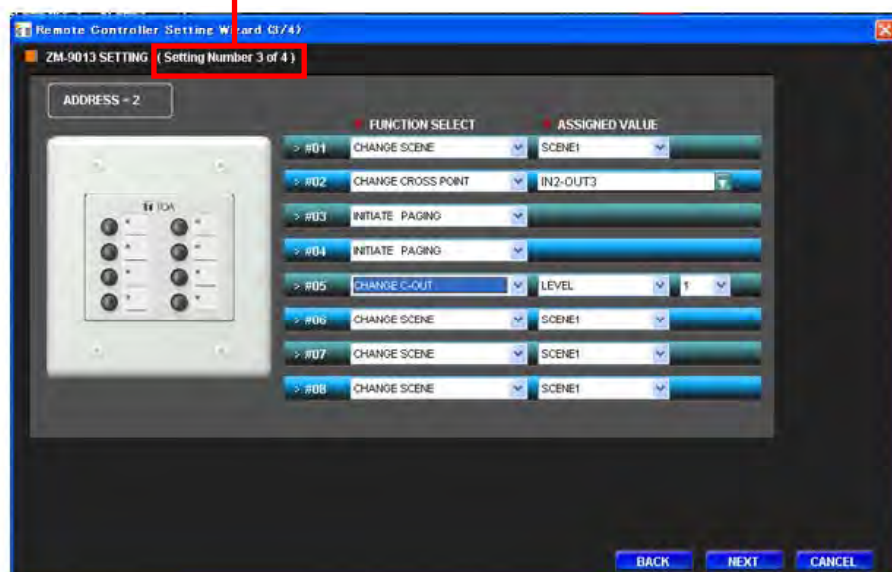 Remote Controller Setting Wizard (3/4)
ZM-9013 SETTING ( Setting Number 3 of 4 )
ADDRESS - 2
FUNCTION SELECT ASSIGNED VALUE
> #01 CHANGE SCENE SCENE1
> #02 CHANGE CROSS POINT IN2-OUT3
TOA
> #03 INITIATE PAGING
> #04 INITIATE PAGING
> #05 CHANGE C-OUT LEVEL 1
> #06 CHANGE SCENE SCENE1
> #07 CHANGE SCENE SCENE1
> #08 CHANGE SCENE SCENE1
BACK NEXT CANCEL